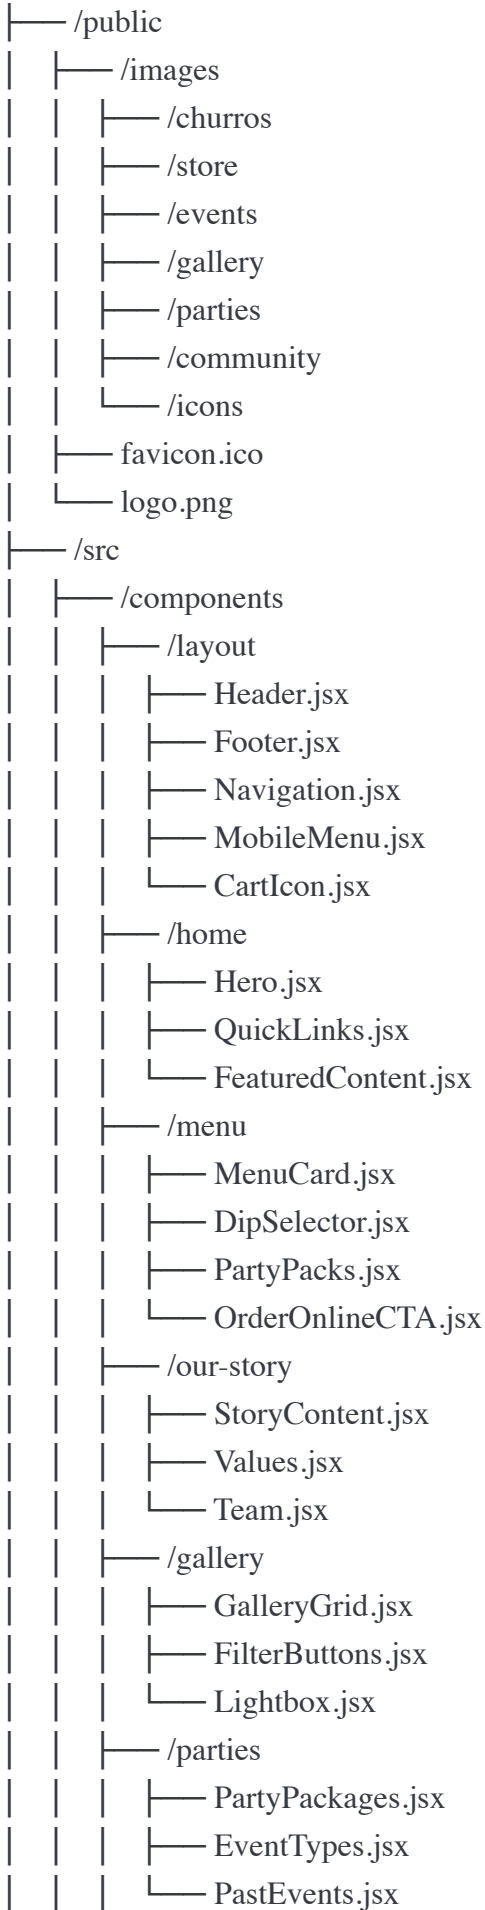 ├── /public
│   ├── /images
│   │   ├── /churros
│   │   ├── /store
│   │   ├── /events
│   │   ├── /gallery
│   │   ├── /parties
│   │   ├── /community
│   │   └── /icons
│   ├── favicon.ico
│   └── logo.png
├── /src
│   ├── /components
│   │   ├── /layout
│   │   │   ├── Header.jsx
│   │   │   ├── Footer.jsx
│   │   │   ├── Navigation.jsx
│   │   │   ├── MobileMenu.jsx
│   │   │   └── CartIcon.jsx
│   │   ├── /home
│   │   │   ├── Hero.jsx
│   │   │   ├── QuickLinks.jsx
│   │   │   └── FeaturedContent.jsx
│   │   ├── /menu
│   │   │   ├── MenuCard.jsx
│   │   │   ├── DipSelector.jsx
│   │   │   ├── PartyPacks.jsx
│   │   │   └── OrderOnlineCTA.jsx
│   │   ├── /our-story
│   │   │   ├── StoryContent.jsx
│   │   │   ├── Values.jsx
│   │   │   └── Team.jsx
│   │   ├── /gallery
│   │   │   ├── GalleryGrid.jsx
│   │   │   ├── FilterButtons.jsx
│   │   │   └── Lightbox.jsx
│   │   ├── /parties
│   │   │   ├── PartyPackages.jsx
│   │   │   ├── EventTypes.jsx
│   │   │   └── PastEvents.jsx